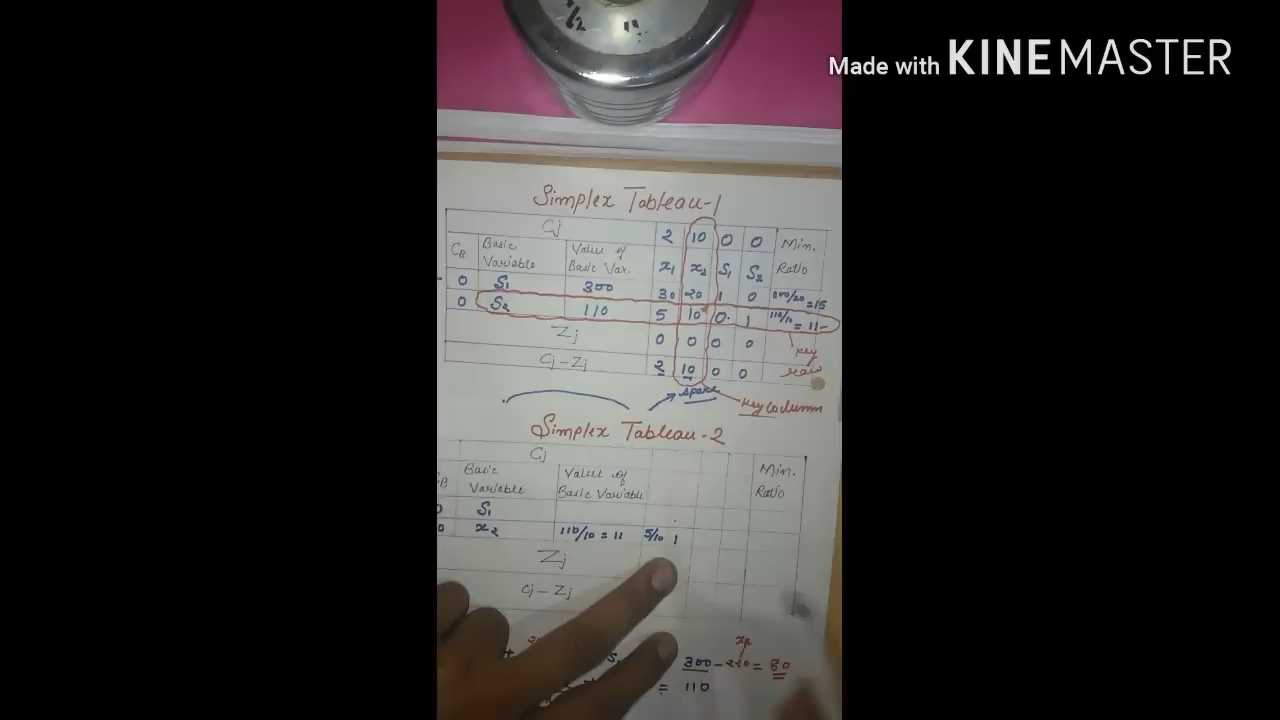 Made with KINEMASTER
Simplex Tableau-1
Cj 2 10 0 0 Min. Ratio
CB Basic Variable Value of Basic Var. x1 x2 S1 S2
0 S1 300 30 20 1 0 300/20 = 15
0 S2 110 5 10 0 1 110/10 = 11
Zj 0 0 0 0
Cj - Zj 2 10 0 0
key raw
Key Column
Simplex Tableau-2
Cj Min. Ratio
Basic Variable Value of Basic Variable
0 S1
0 x2 110/10 = 11 5/10 1
Zj
Cj - Zj
x2
300 - 220 = 80
= 110